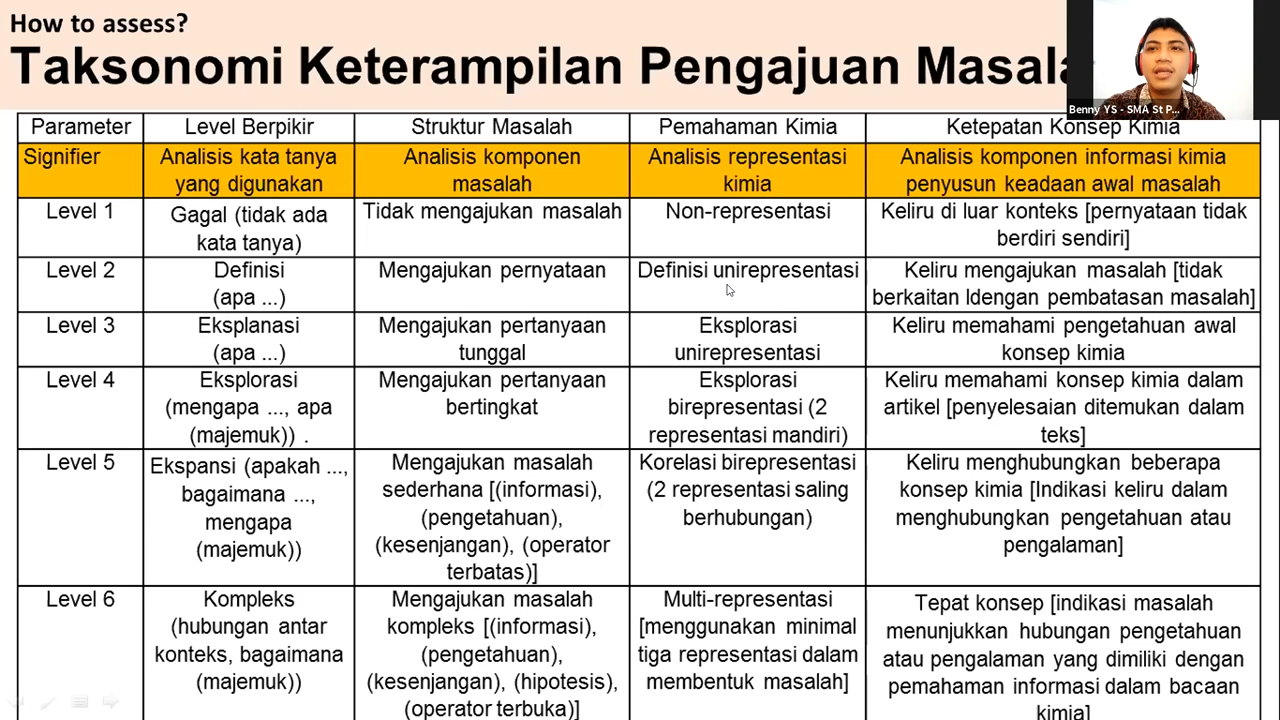 How to assess?
Taksonomi Keterampilan Pengajuan Masala
Benny YS - SMA St P...
Parameter
Level Berpikir
Struktur Masalah
Pemahaman Kimia
Ketepatan Konsep Kimia
Signifier
Analisis kata tanya
yang digunakan
Analisis komponen
masalah
Analisis representasi
kimia
Analisis komponen informasi kimia
penyusun keadaan awal masalah
Level 1
Gagal (tidak ada
kata tanya)
Tidak mengajukan masalah
Non-representasi
Keliru di luar konteks [pernyataan tidak
berdiri sendiri]
Level 2
Definisi
(apa ...)
Mengajukan pernyataan
Definisi unirepresentasi
Keliru mengajukan masalah [tidak
berkaitan ldengan pembatasan masalah]
Level 3
Eksplanasi
(apa ...)
Mengajukan pertanyaan
tunggal
Eksplorasi
unirepresentasi
Keliru memahami pengetahuan awal
konsep kimia
Level 4
Eksplorasi
(mengapa ..., apa
(majemuk)) .
Mengajukan pertanyaan
bertingkat
Eksplorasi
birepresentasi (2
representasi mandiri)
Keliru memahami konsep kimia dalam
artikel [penyelesaian ditemukan dalam
teks]
Level 5
Ekspansi (apakah ...,
bagaimana ...,
mengapa
(majemuk))
Mengajukan masalah
sederhana [(informasi),
(pengetahuan),
(kesenjangan), (operator
terbatas)]
Korelasi birepresentasi
(2 representasi saling
berhubungan)
Keliru menghubungkan beberapa
konsep kimia [Indikasi keliru dalam
menghubungkan pengetahuan atau
pengalaman]
Level 6
Kompleks
(hubungan antar
konteks, bagaimana
(majemuk))
Mengajukan masalah
kompleks [(informasi),
(pengetahuan),
(kesenjangan), (hipotesis),
(operator terbuka)]
Multi-representasi
[menggunakan minimal
tiga representasi dalam
membentuk masalah]
Tepat konsep [indikasi masalah
menunjukkan hubungan pengetahuan
atau pengalaman yang dimiliki dengan
pemahaman informasi dalam bacaan
kimia]